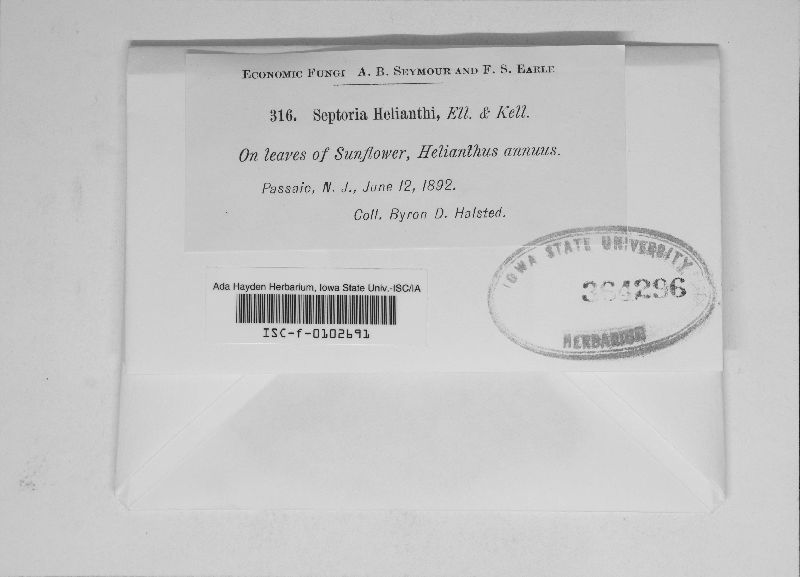 Economic Fungi A. B. Seymour and F. S. Earle
316. Septoria Helianthi, Ell. & Kell.
On leaves of Sunflower, Helianthus annuus.
Passaic, N. J., June 12, 1892.
Coll. Byron D. Halsted.
IOWA STATE UNIVERSITY
364296
HERBARIUM
Ada Hayden Herbarium, Iowa State Univ.-ISC/IA
ISC-f-0102691